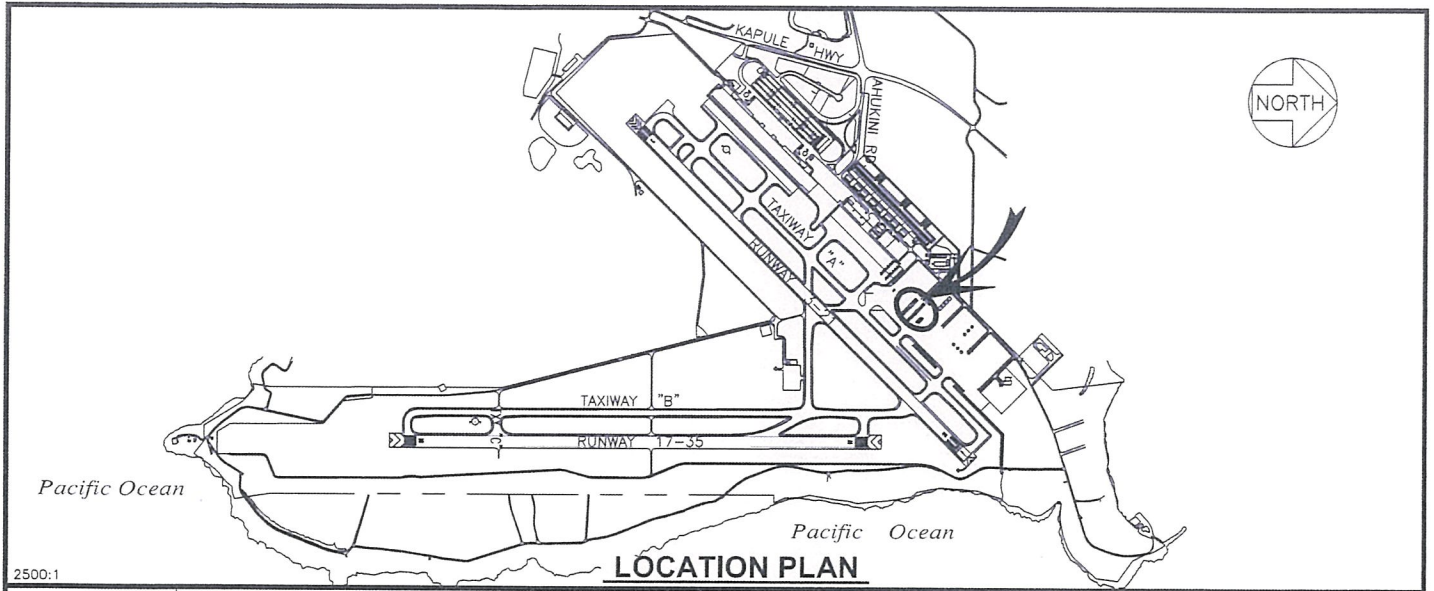 KAPULE HWY
AHUKINI RD.
NORTH
TAXIWAY "A"
RUNWAY
TAXIWAY "B"
RUNWAY 17-35
Pacific Ocean
Pacific Ocean
LOCATION PLAN
2500:1